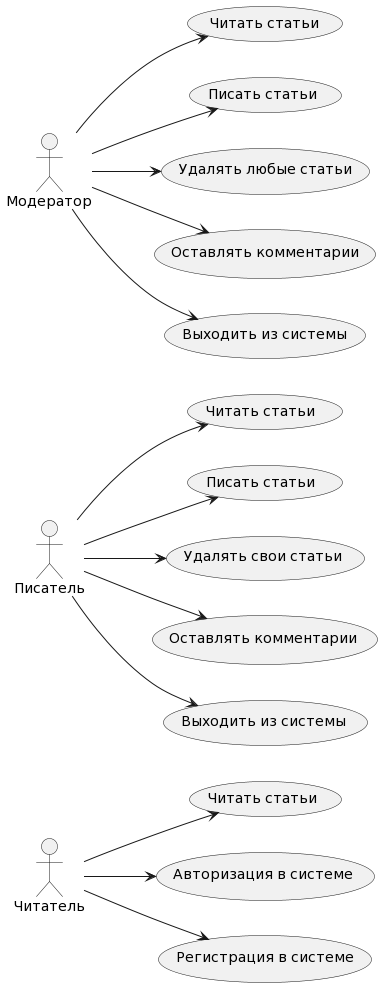 Читать статьи
Писать статьи
Удалять любые статьи
Модератор
Оставлять комментарии
Выходить из системы
Читать статьи
Писать статьи
Удалять свои статьи
Писатель
Оставлять комментарии
Выходить из системы
Читать статьи
Авторизация в системе
Читатель
Регистрация в системе